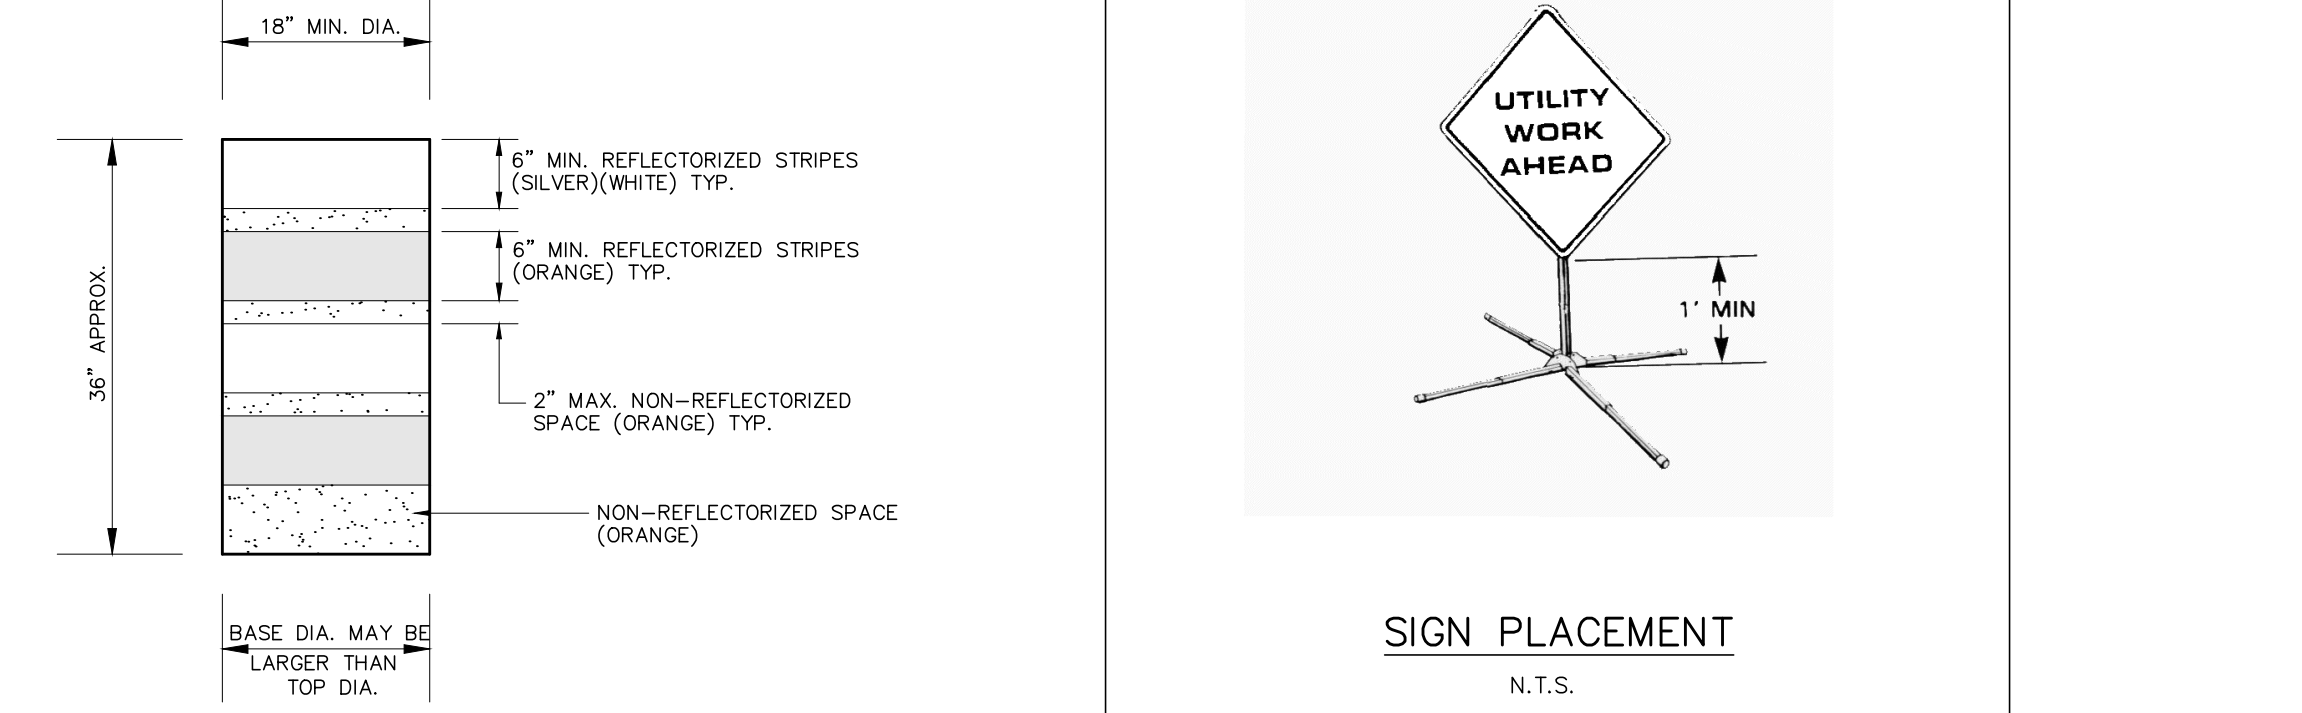 18” MIN. DIA.
6” MIN. REFLECTORIZED STRIPES
(SILVER)(WHITE) TYP.
6” MIN. REFLECTORIZED STRIPES
(ORANGE) TYP.
36” APPROX.
2” MAX. NON-REFLECTORIZED
SPACE (ORANGE) TYP.
NON-REFLECTORIZED SPACE
(ORANGE)
BASE DIA. MAY BE
LARGER THAN
TOP DIA.
UTILITY
WORK
AHEAD
1' MIN
SIGN PLACEMENT
N.T.S.